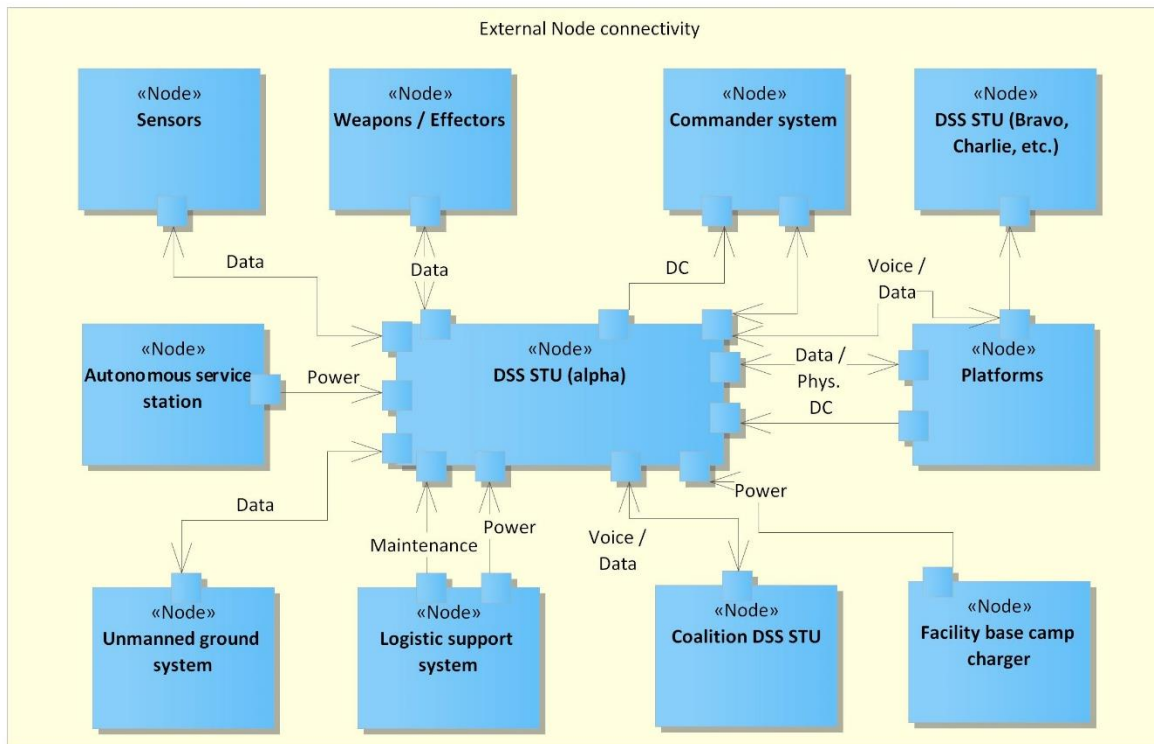 External Node connectivity
«Node»
Sensors
«Node»
Weapons / Effectors
«Node»
Commander system
«Node»
DSS STU (Bravo,
Charlie, etc.)
Data
Data
DC
Voice /
Data
«Node»
Autonomous service
station
Power
«Node»
DSS STU (alpha)
Data /
Phys.
DC
«Node»
Platforms
Data
Maintenance
Power
Voice /
Data
Power
«Node»
Unmanned ground
system
«Node»
Logistic support
system
«Node»
Coalition DSS STU
«Node»
Facility base camp
charger